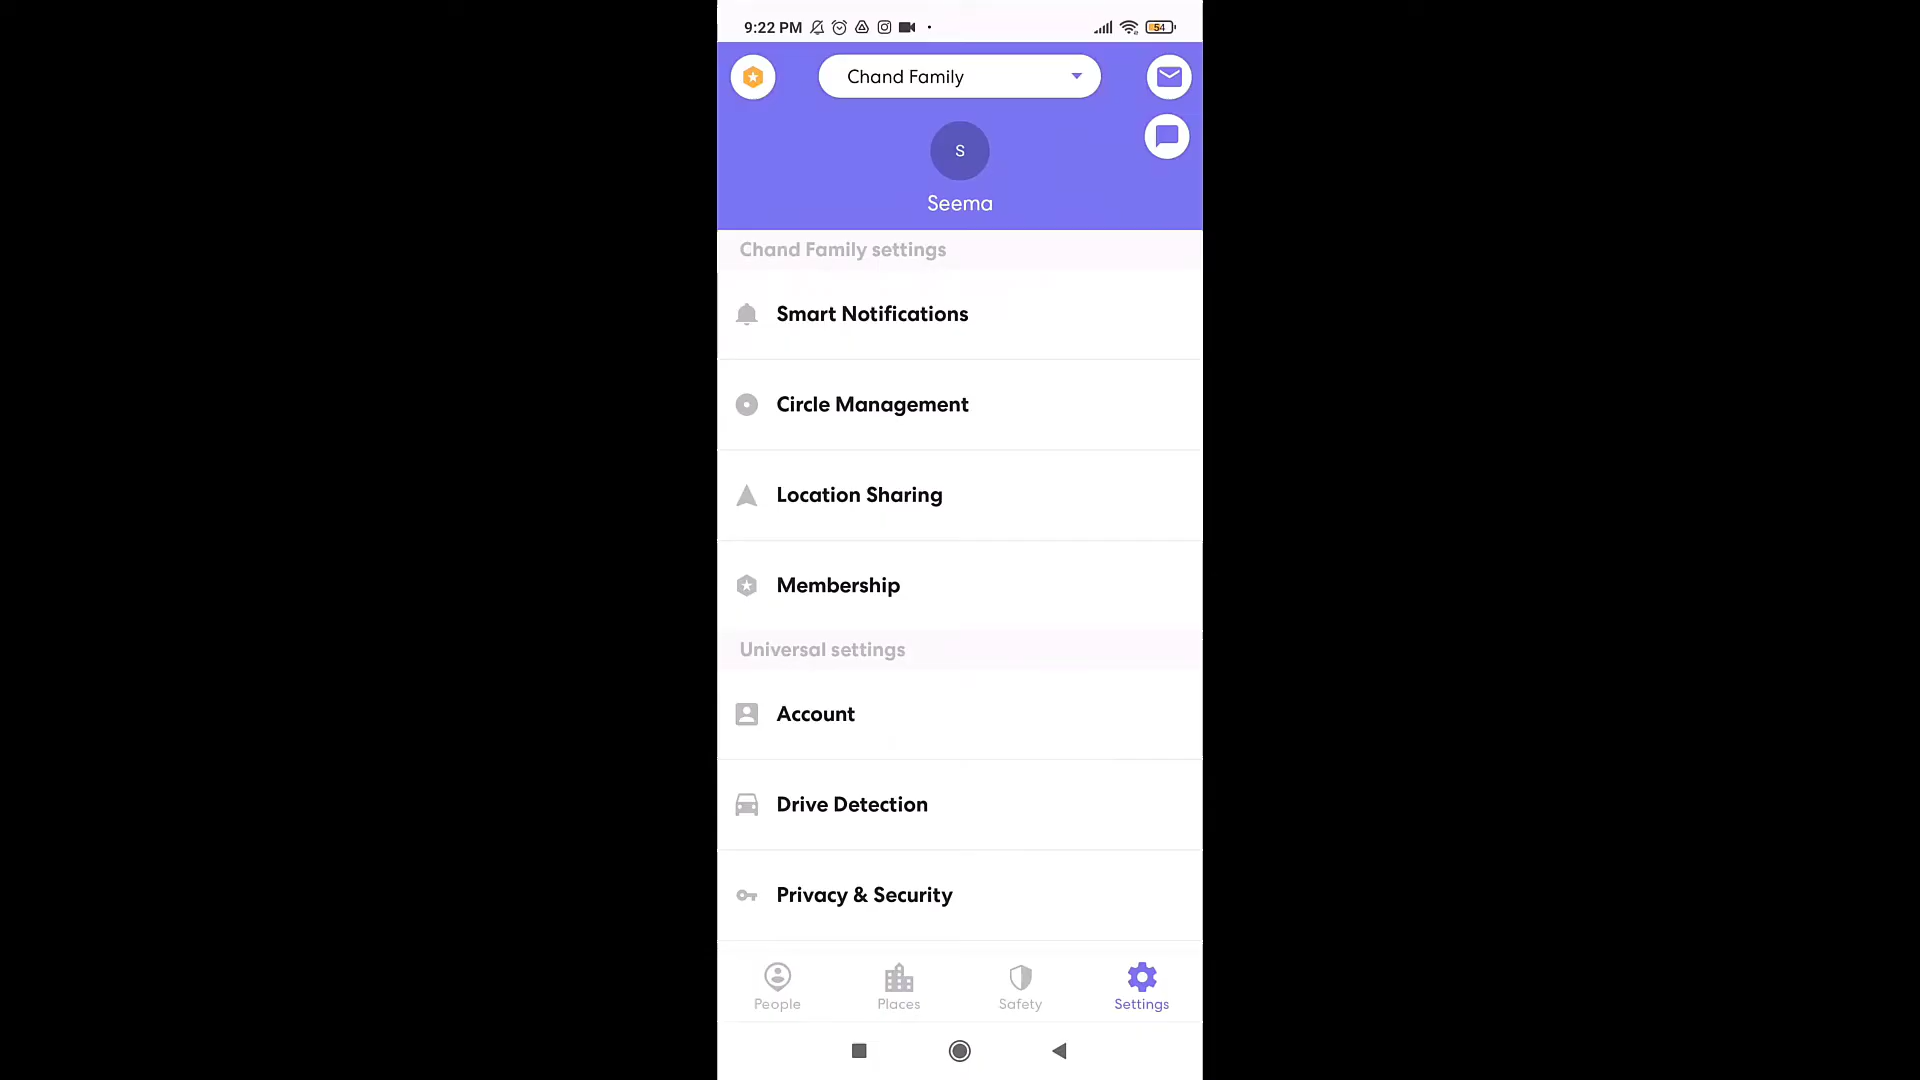 9:22 PM
54
Chand Family
S
Seema
Chand Family settings
Smart Notifications
Circle Management
Location Sharing
Membership
Universal settings
Account
Drive Detection
Privacy & Security
People
Places
Safety
Settings